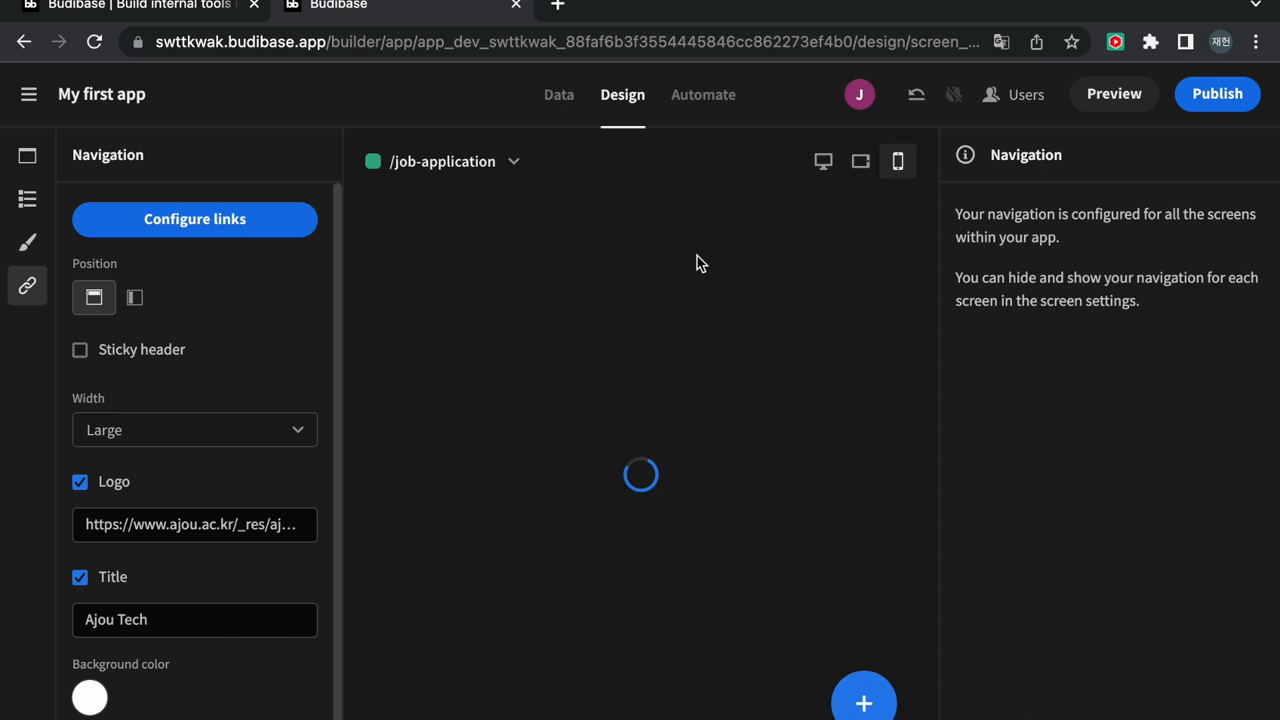 Budibase | Build internal tools
Budibase
swttkwak.budibase.app/builder/app/app_dev_swttkwak_88faf6b3f3554445846cc862273ef4b0/design/screen_...
재헌
My first app
Data
Design
Automate
J
Users
Preview
Publish
Navigation
Configure links
Position
Sticky header
Width
Large
Logo
https://www.ajou.ac.kr/_res/aj...
Title
Ajou Tech
Background color
/job-application
Navigation
Your navigation is configured for all the screens
within your app.
You can hide and show your navigation for each
screen in the screen settings.